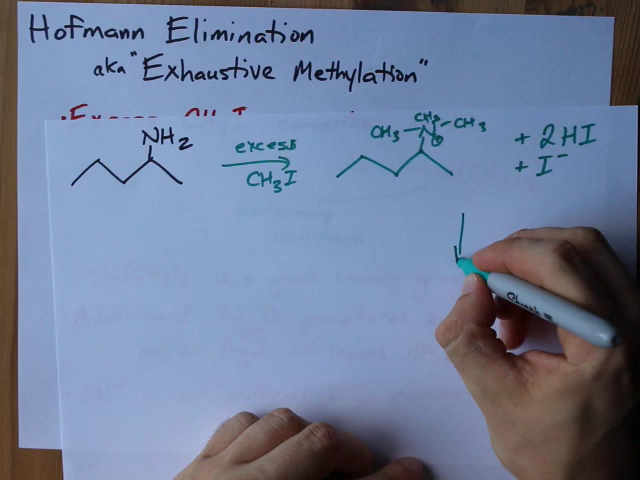 Hofmann Elimination
aka "Exhaustive Methylation"
NH2
excess
CH3I
CH3
CH3
N⊕
CH3
+ 2HI
+ I⁻